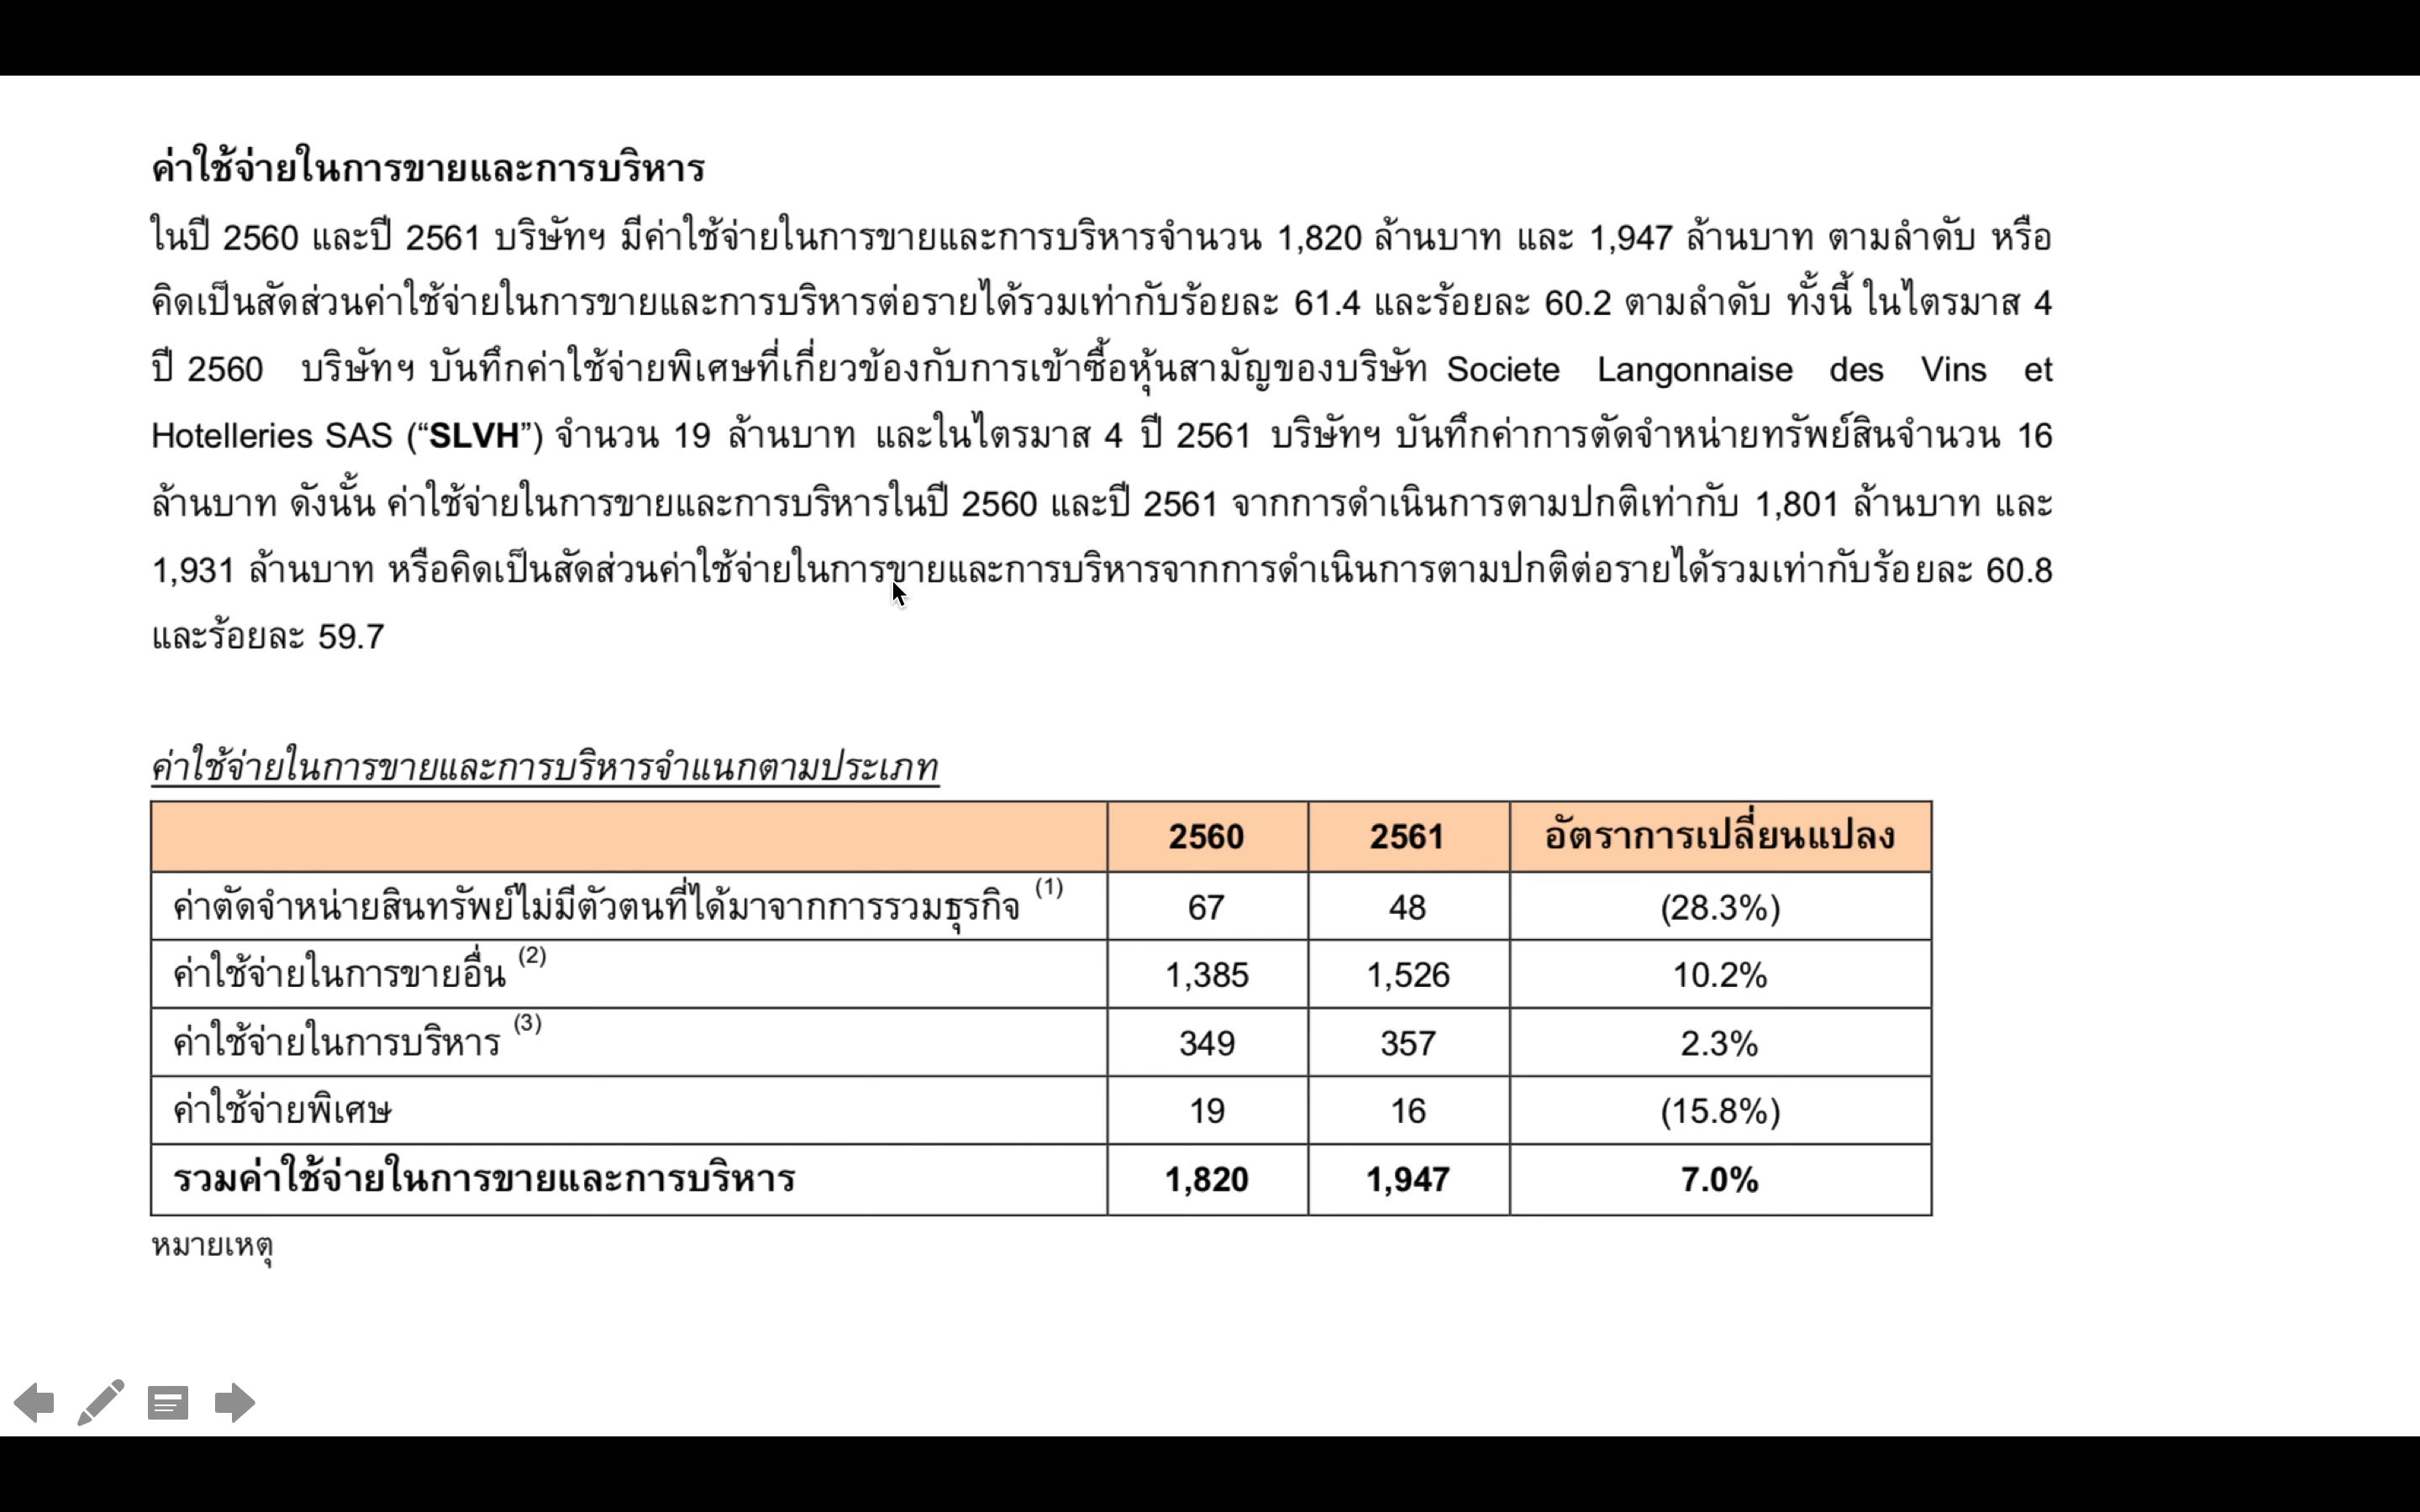 ค่าใช้จ่ายในการขายและการบริหาร
ในปี 2560 และปี 2561 บริษัทฯ มีค่าใช้จ่ายในการขายและการบริหารจำนวน 1,820 ล้านบาท และ 1,947 ล้านบาท ตามลำดับ หรือ
คิดเป็นสัดส่วนค่าใช้จ่ายในการขายและการบริหารต่อรายได้รวมเท่ากับร้อยละ 61.4 และร้อยละ 60.2 ตามลำดับ ทั้งนี้ ในไตรมาส 4
ปี 2560 บริษัทฯ บันทึกค่าใช้จ่ายพิเศษที่เกี่ยวข้องกับการเข้าซื้อหุ้นสามัญของบริษัท Societe Langonnaise des Vins et
Hotelleries SAS (“SLVH”) จำนวน 19 ล้านบาท และในไตรมาส 4 ปี 2561 บริษัทฯ บันทึกค่าการตัดจำหน่ายทรัพย์สินจำนวน 16
ล้านบาท ดังนั้น ค่าใช้จ่ายในการขายและการบริหารในปี 2560 และปี 2561 จากการดำเนินการตามปกติเท่ากับ 1,801 ล้านบาท และ
1,931 ล้านบาท หรือคิดเป็นสัดส่วนค่าใช้จ่ายในการขายและการบริหารจากการดำเนินการตามปกติต่อรายได้รวมเท่ากับร้อยละ 60.8
และร้อยละ 59.7
ค่าใช้จ่ายในการขายและการบริหารจำแนกตามประเภท
2560 2561 อัตราการเปลี่ยนแปลง
ค่าตัดจำหน่ายสินทรัพย์ไม่มีตัวตนที่ได้มาจากการรวมธุรกิจ (1) 67 48 (28.3%)
ค่าใช้จ่ายในการขายอื่น (2) 1,385 1,526 10.2%
ค่าใช้จ่ายในการบริหาร (3) 349 357 2.3%
ค่าใช้จ่ายพิเศษ 19 16 (15.8%)
รวมค่าใช้จ่ายในการขายและการบริหาร 1,820 1,947 7.0%
หมายเหตุ